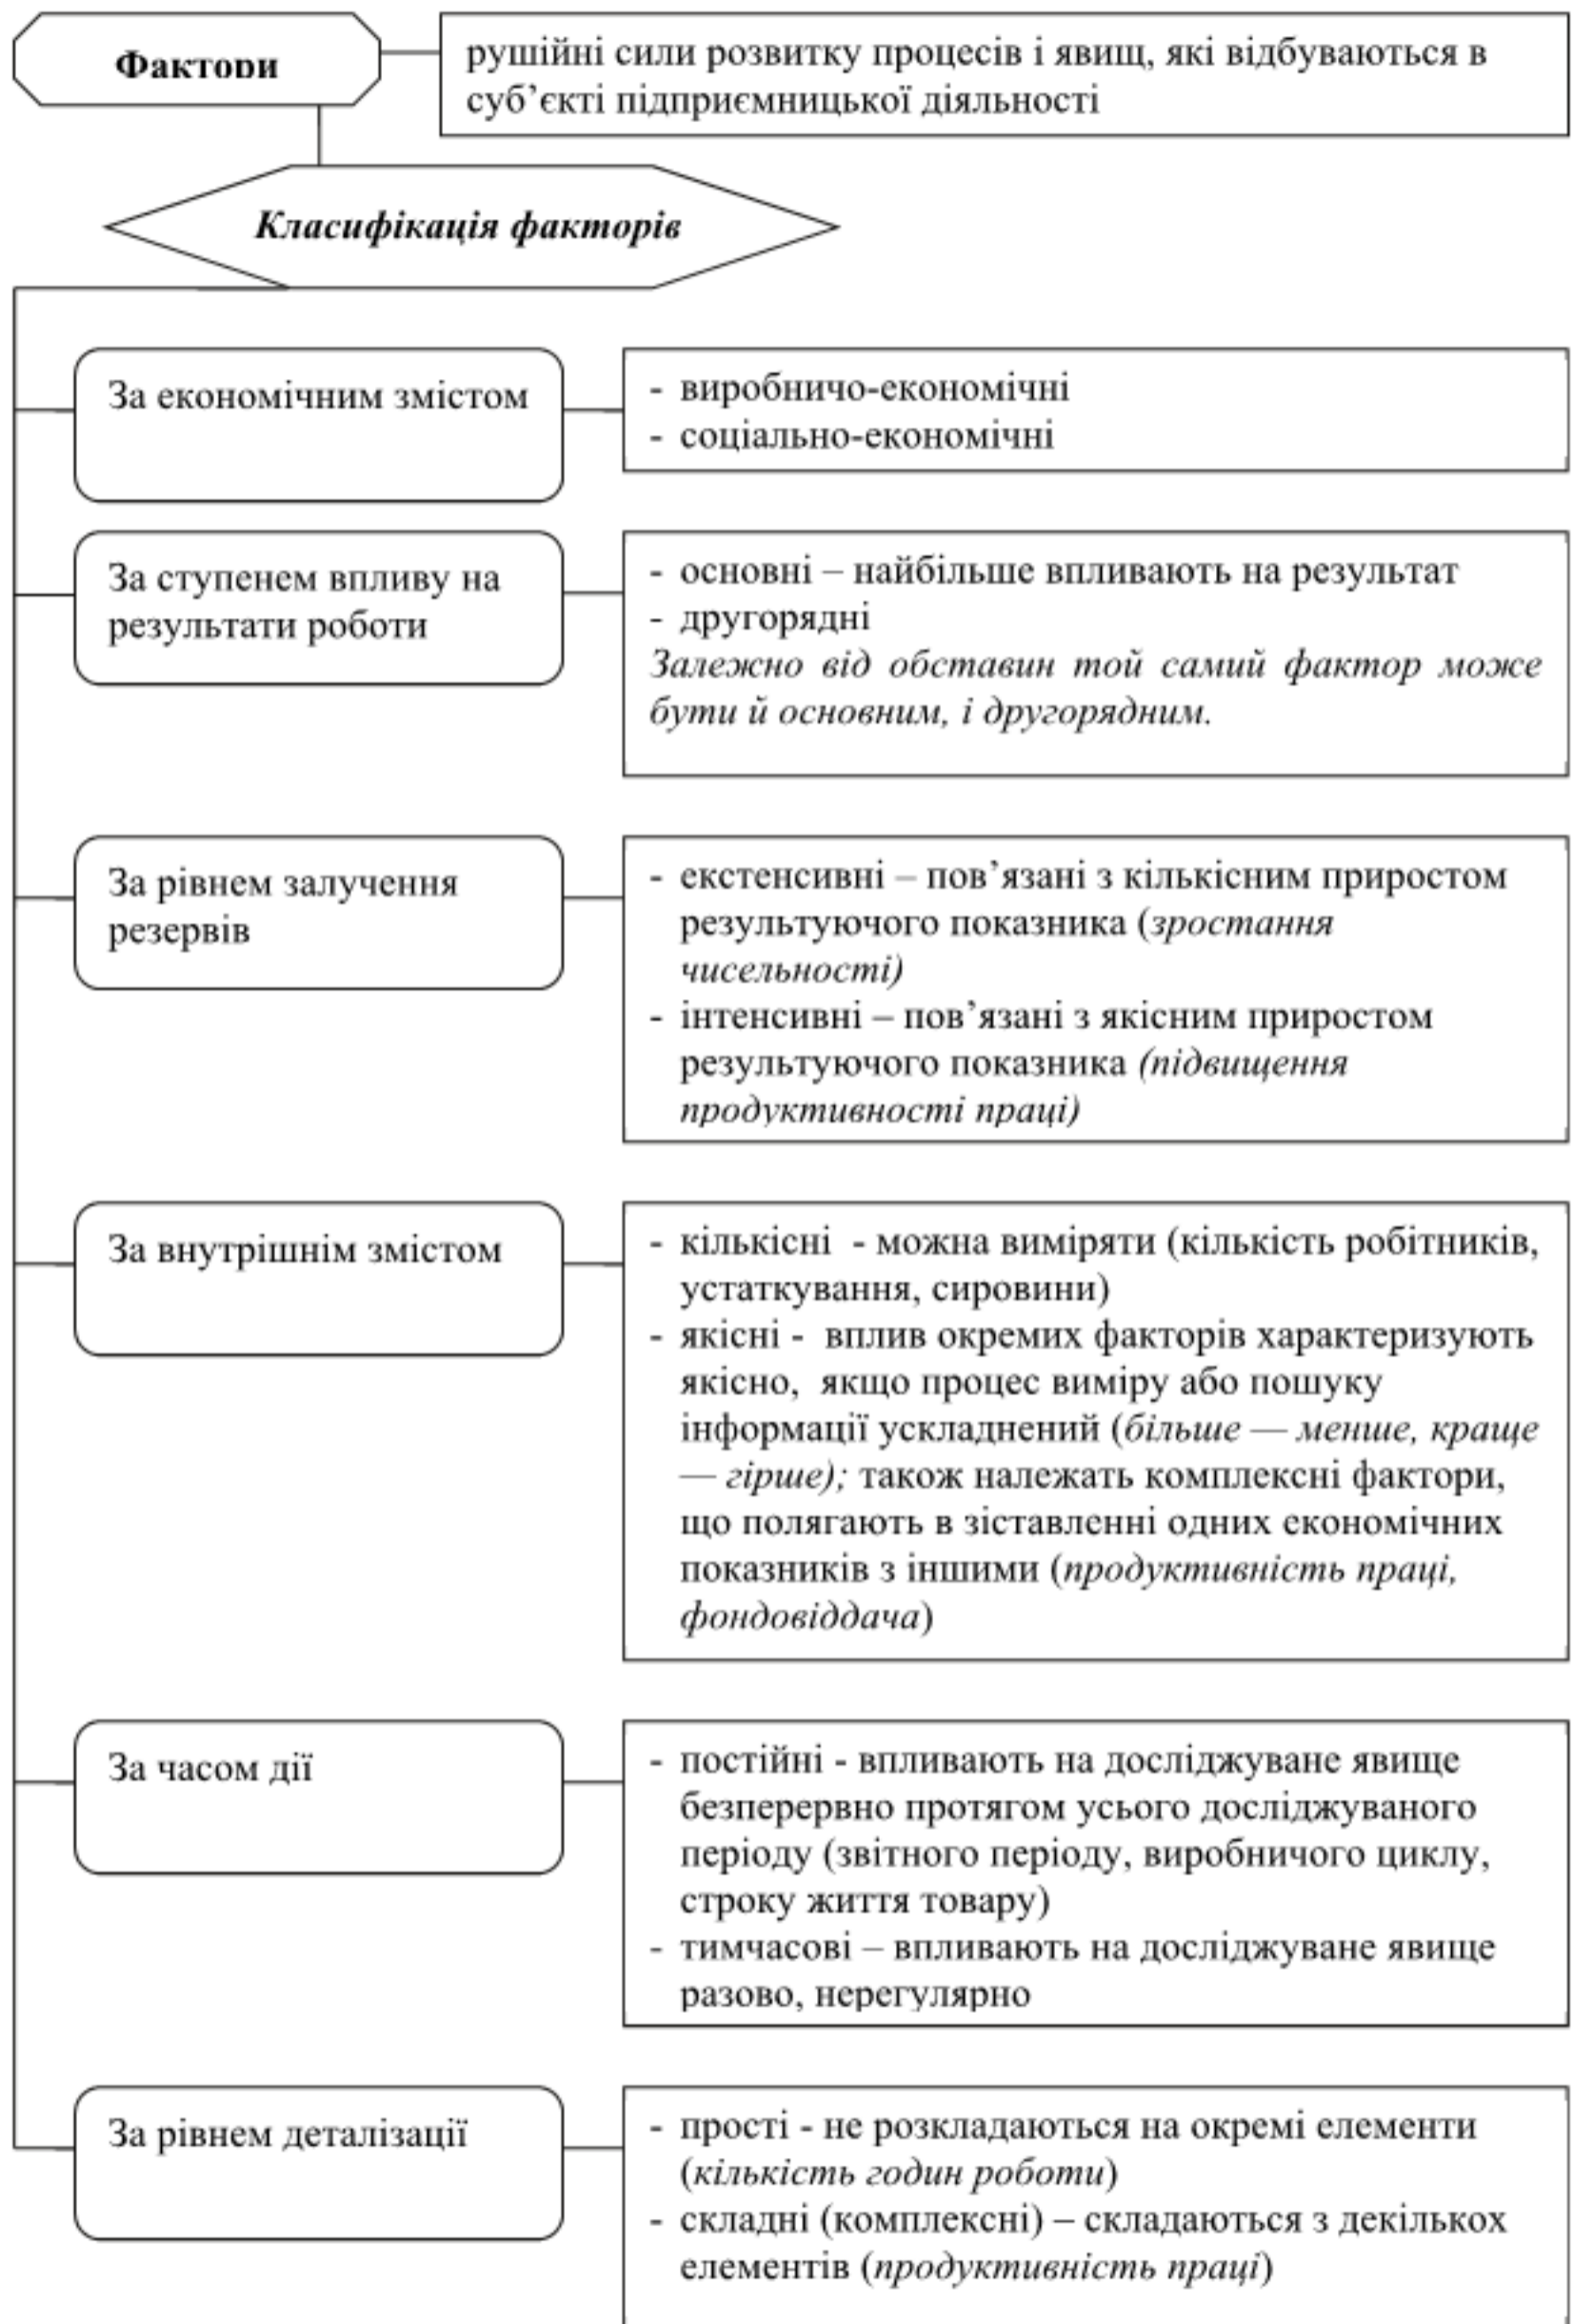 Фактори
рушійні сили розвитку процесів і явищ, які відбуваються в
суб’єкті підприємницької діяльності
Класифікація факторів
За економічним змістом
- виробничо-економічні
- соціально-економічні
За ступенем впливу на
результати роботи
- основні – найбільше впливають на результат
- другорядні
Залежно від обставин той самий фактор може
бути й основним, і другорядним.
За рівнем залучення
резервів
- екстенсивні – пов’язані з кількісним приростом
результуючого показника (зростання
чисельності)
- інтенсивні – пов’язані з якісним приростом
результуючого показника (підвищення
продуктивності праці)
За внутрішнім змістом
- кількісні - можна виміряти (кількість робітників,
устаткування, сировини)
- якісні - вплив окремих факторів характеризують
якісно, якщо процес виміру або пошуку
інформації ускладнений (більше — менше, краще
— гірше); також належать комплексні фактори,
що полягають в зіставленні одних економічних
показників з іншими (продуктивність праці,
фондовіддача)
За часом дії
- постійні - впливають на досліджуване явище
безперервно протягом усього досліджуваного
періоду (звітного періоду, виробничого циклу,
строку життя товару)
- тимчасові – впливають на досліджуване явище
разово, нерегулярно
За рівнем деталізації
- прості - не розкладаються на окремі елементи
(кількість годин роботи)
- складні (комплексні) – складаються з декількох
елементів (продуктивність праці)